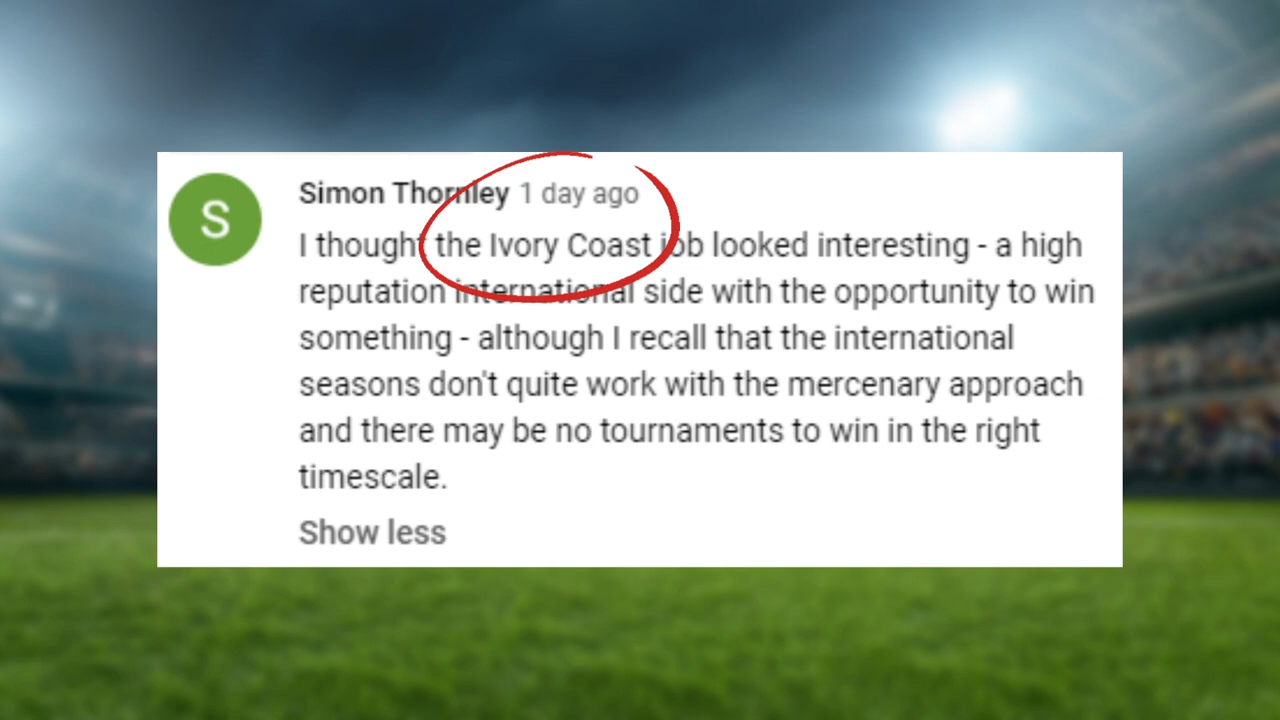 S
Simon Thornley 1 day ago
I thought the Ivory Coast job looked interesting - a high
reputation international side with the opportunity to win
something - although I recall that the international
seasons don't quite work with the mercenary approach
and there may be no tournaments to win in the right
timescale.
Show less